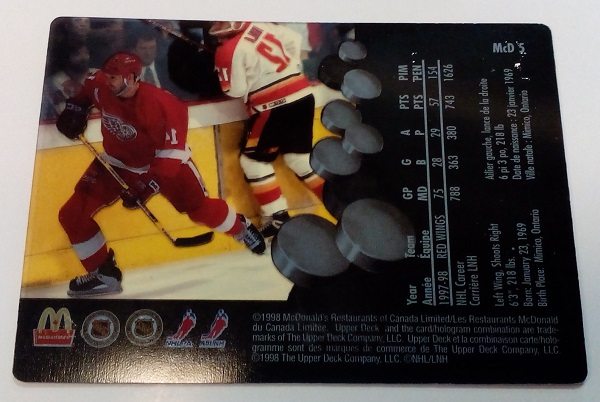 McD 5
Year Team GP G A PTS PIM
Année Équipe MD B P PTS PEN
1997-98 RED WINGS 75 28 29 57 154
NHL Career
Carrière LNH 788 363 380 743 1626
Left Wing, Shoots Right
6'3", 218 lbs.
Born: January 23, 1969
Birth Place: Mimico, Ontario
Ailier gauche, lance de la droite
6 pi 3 po, 218 lb
Date de naissance: 23 janvier 1969
Ville natale: Mimico, Ontario
©1998 McDonald's Restaurants of Canada Limited/Les Restaurants McDonald
du Canada Limitee. Upper Deck and the card/hologram combination are trade-
marks of The Upper Deck Company, LLC. Upper Deck et la combinaison carte/holo-
gramme sont des marques de commerce de The Upper Deck Company, LLC.
©1998 The Upper Deck Company, LLC. ©NHL/LNH